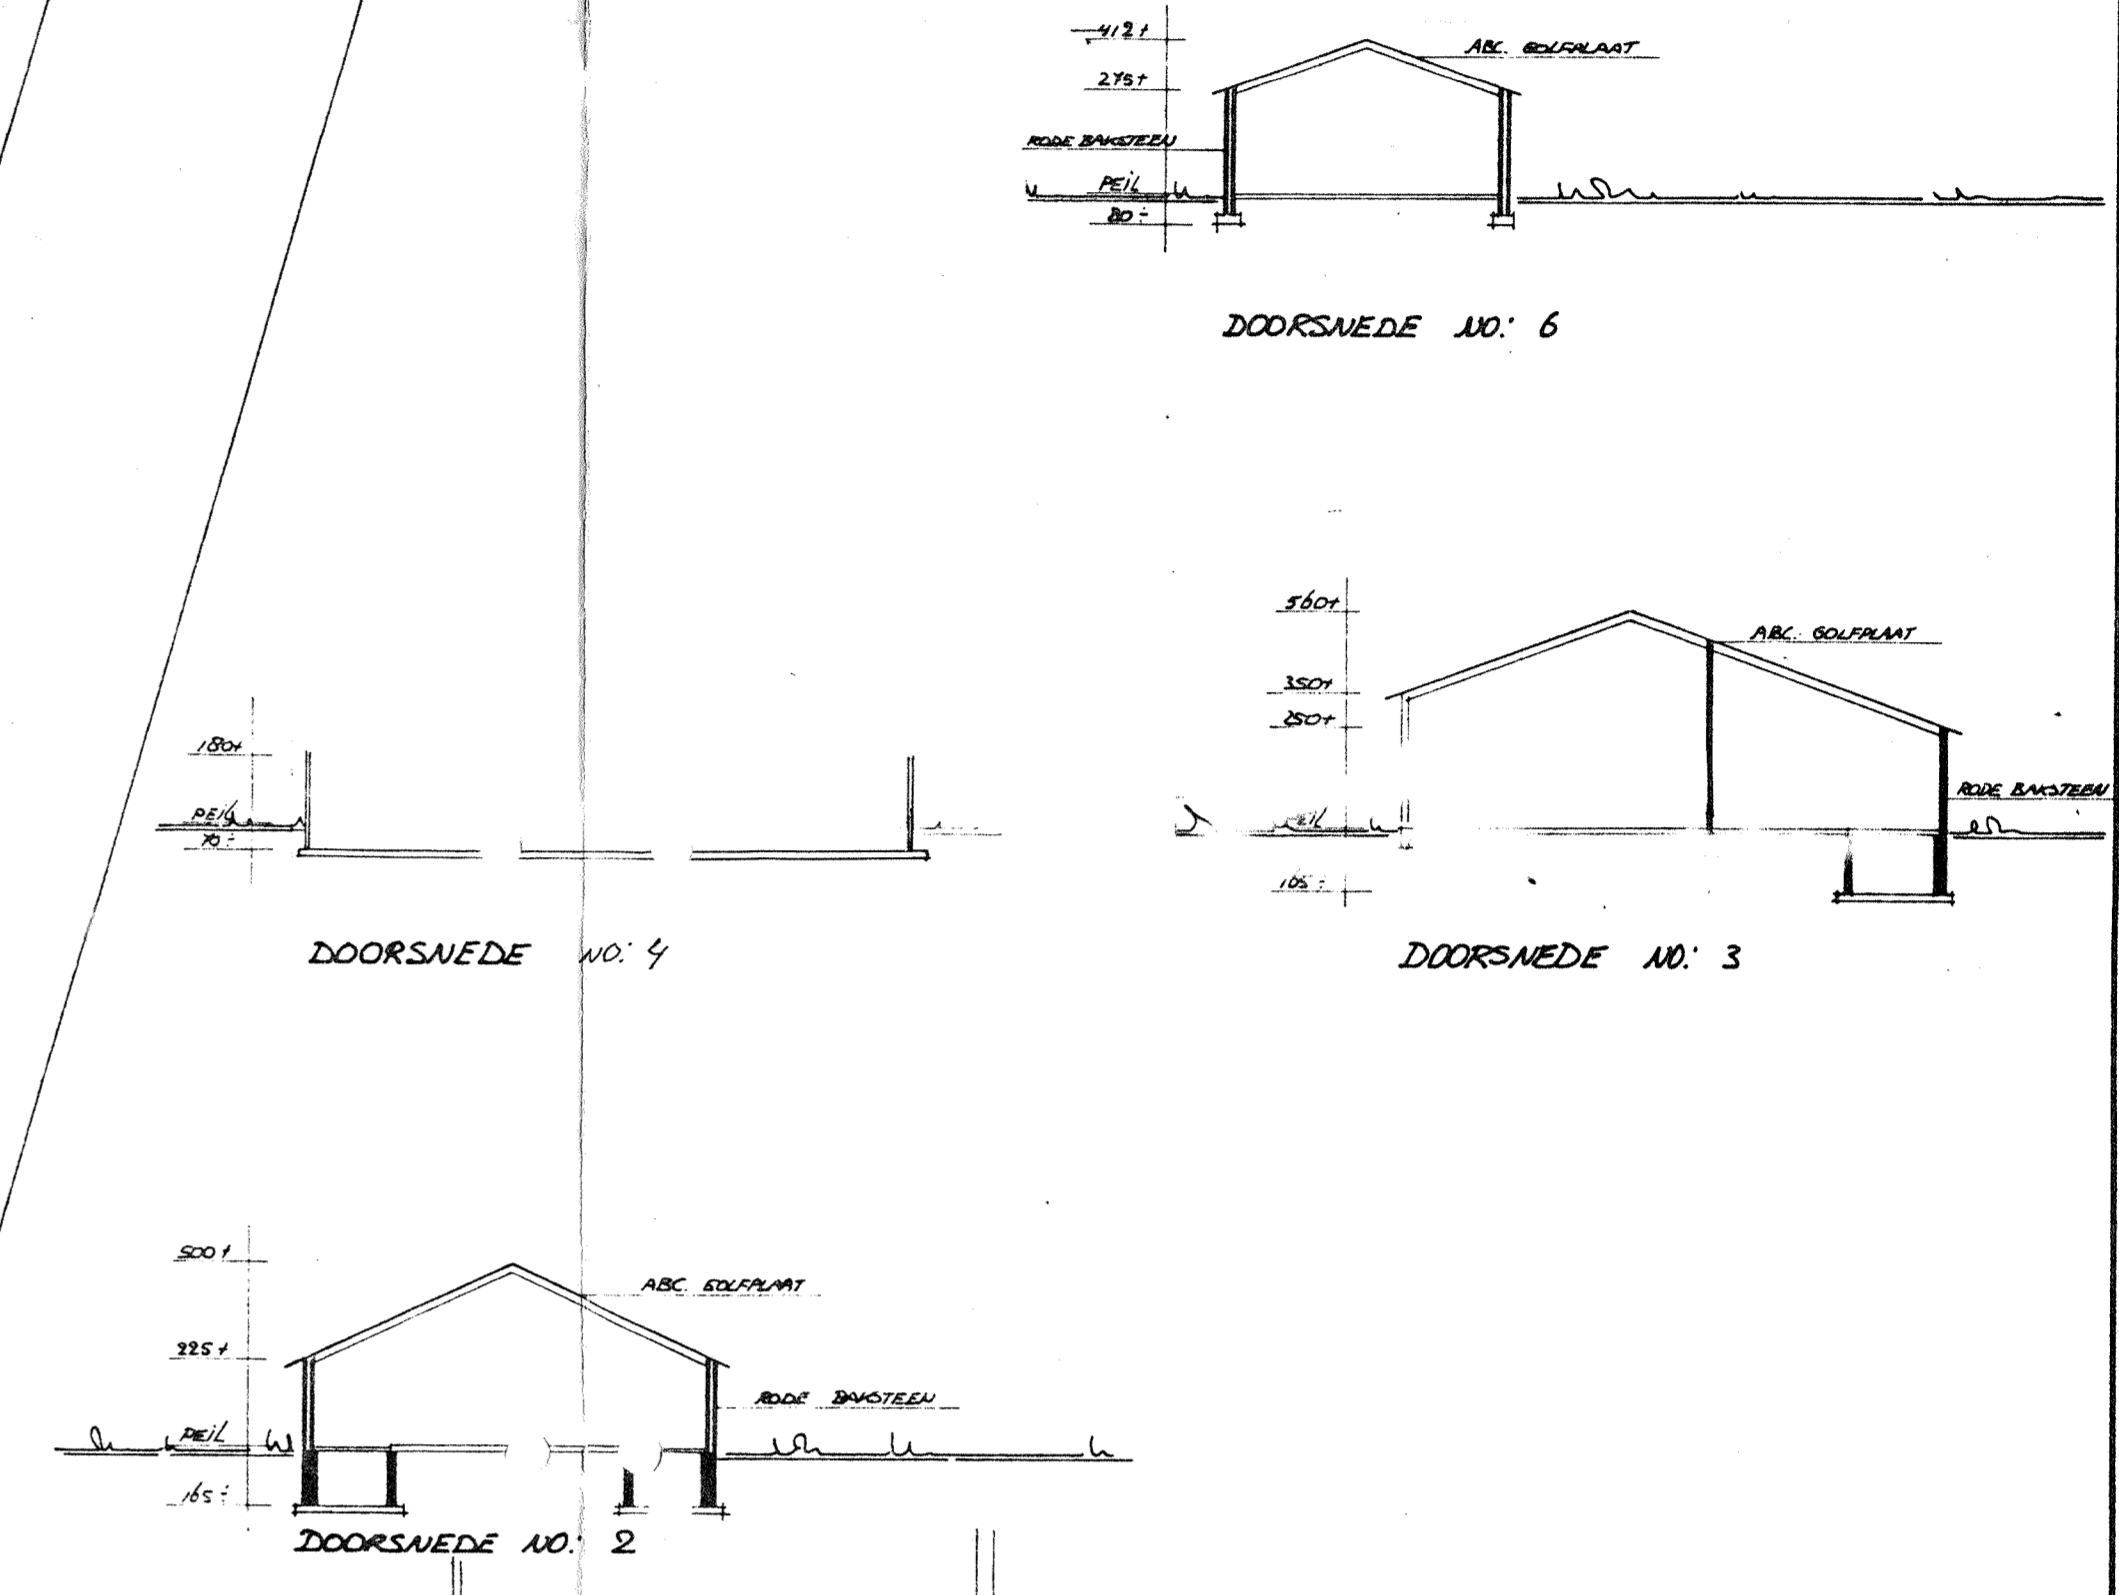 412+
ABC. GOLFPLAAT
275+
RODE BAKSTEEN
PEIL
80÷
DOORSNEDE NO: 6
560+
ABC. GOLFPLAAT
350+
250+
RODE BAKSTEEN
165÷
DOORSNEDE NO: 3
180+
PEIL
70÷
DOORSNEDE NO: 4
500+
ABC. GOLFPLAAT
225+
RODE BAKSTEEN
PEIL
165÷
DOORSNEDE NO: 2